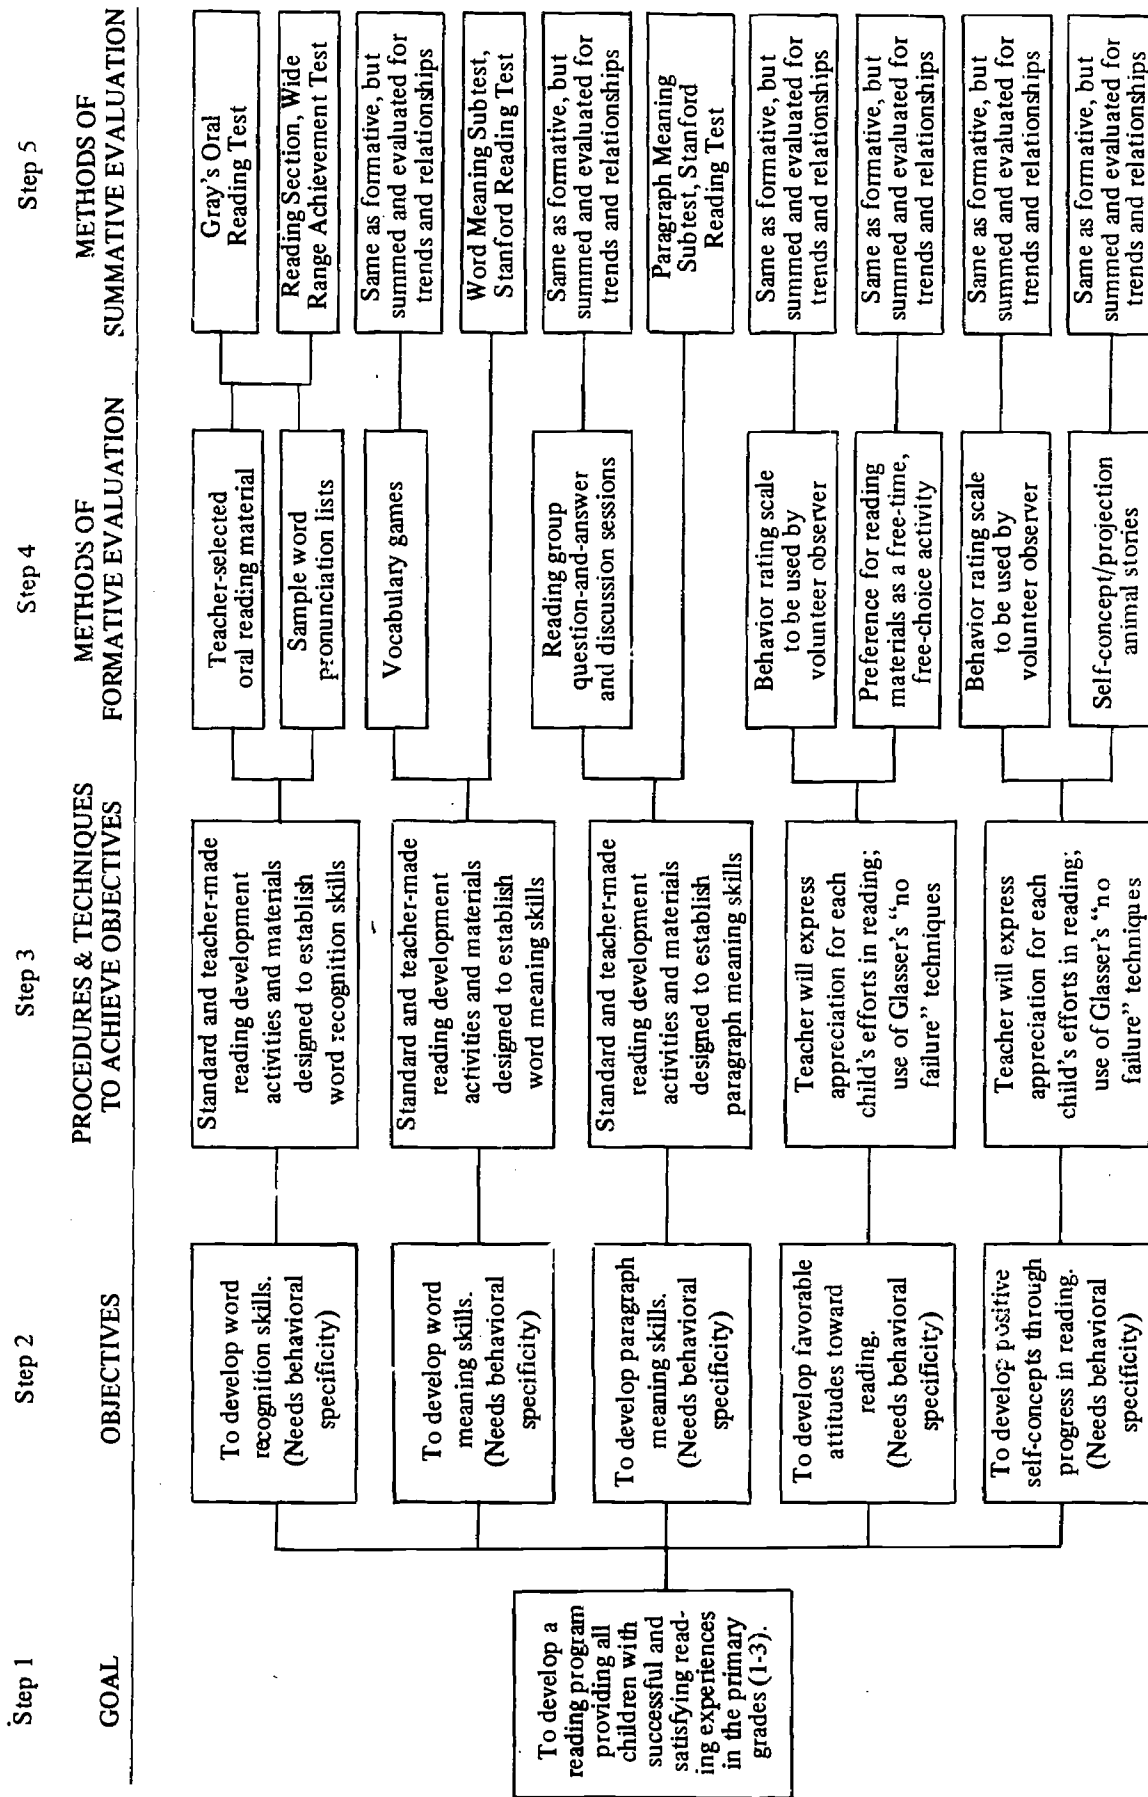 Step 1
GOAL
To develop a
reading program
providing all
children with
successful and
satisfying read-
ing experiences
in the primary
grades (1-3).
Step 2
OBJECTIVES
To develop word
recognition skills.
(Needs behavioral
specificity)
To develop word
meaning skills.
(Needs behavioral
specificity)
To develop paragraph
meaning skills.
(Needs behavioral
specificity)
To develop favorable
attitudes toward
reading.
(Needs behavioral
specificity)
To develop positive
self-concepts through
progress in reading.
(Needs behavioral
specificity)
Step 3
PROCEDURES & TECHNIQUES
TO ACHIEVE OBJECTIVES
Standard and teacher-made
reading development
activities and materials
designed to establish
word recognition skills
Standard and teacher-made
reading development
activities and materials
designed to establish
word meaning skills
Standard and teacher-made
reading development
activities and materials
designed to establish
paragraph meaning skills
Teacher will express
appreciation for each
child's efforts in reading;
use of Glasser's “no
failure” techniques
Teacher will express
appreciation for each
child's efforts in reading;
use of Glasser's “no
failure” techniques
Step 4
METHODS OF
FORMATIVE EVALUATION
Teacher-selected
oral reading material
Sample word
pronunciation lists
Vocabulary games
Reading group
question-and-answer
and discussion sessions
Behavior rating scale
to be used by
volunteer observer
Preference for reading
materials as a free-time,
free-choice activity
Behavior rating scale
to be used by
volunteer observer
Self-concept/projection
animal stories
Step 5
METHODS OF
SUMMATIVE EVALUATION
Gray's Oral
Reading Test
Reading Section, Wide
Range Achievement Test
Same as formative, but
summed and evaluated for
trends and relationships
Word Meaning Subtest,
Stanford Reading Test
Same as formative, but
summed and evaluated for
trends and relationships
Paragraph Meaning
Subtest, Stanford
Reading Test
Same as formative, but
summed and evaluated for
trends and relationships
Same as formative, but
summed and evaluated for
trends and relationships
Same as formative, but
summed and evaluated for
trends and relationships
Same as formative, but
summed and evaluated for
trends and relationships